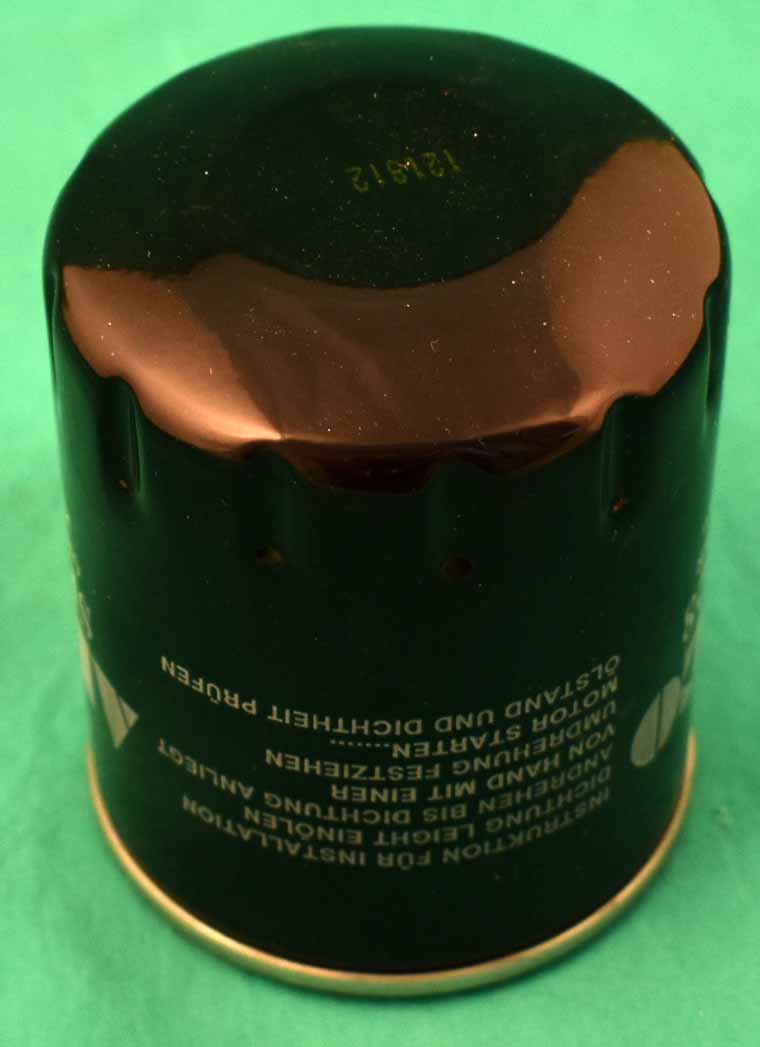 INSTRUKTION FÜR INSTALLATION
DICHTUNG LEIGHT EINÖLEN
ANDREHEN BIS DICHTUNG ANLIEGT
VON HAND MIT EINER
UMDREHUNG FESTZIEHEN
MOTOR STARTEN.......
ÖLSTAND UND DICHTHEIT PRÜFEN
121812